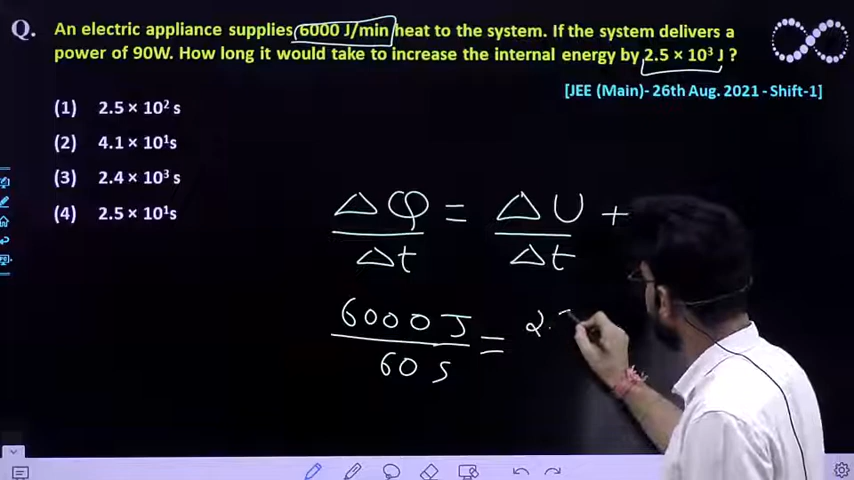 Q. An electric appliance supplies 6000 J/min heat to the system. If the system delivers a
power of 90W. How long it would take to increase the internal energy by 2.5 × 10³ J ?
[JEE (Main)- 26th Aug. 2021 - Shift-1]
(1) 2.5 × 10² s
(2) 4.1 × 10¹s
(3) 2.4 × 10³ s
(4) 2.5 × 10¹s
ΔQ/Δt = ΔU/Δt +
6000 J/60 s = 2.